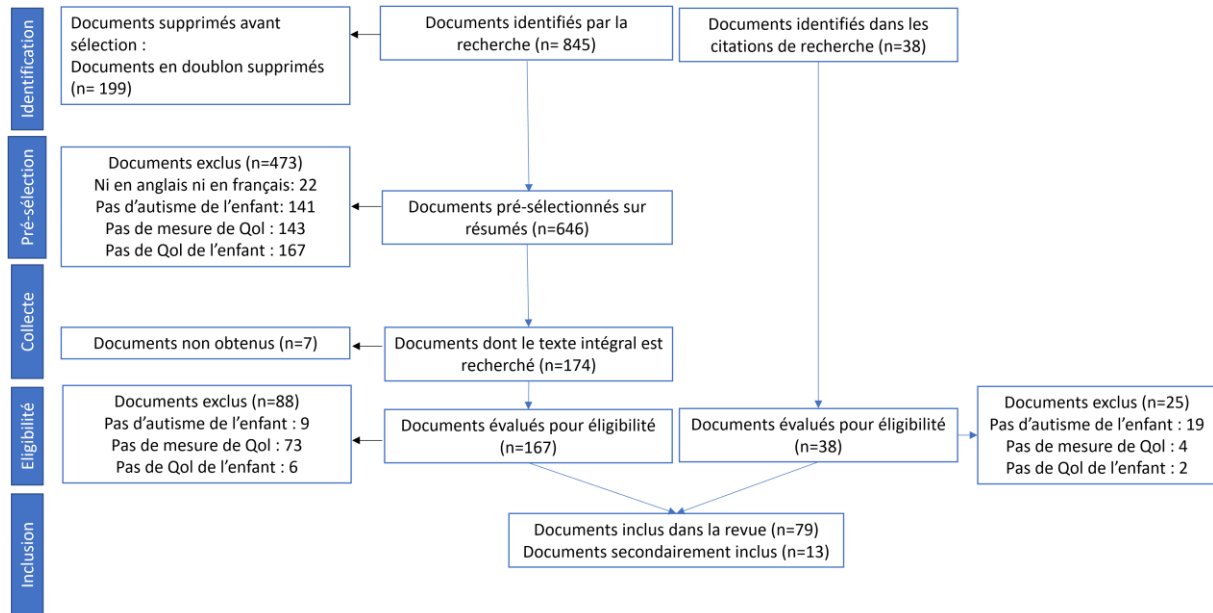 Identification
Documents supprimés avant
sélection :
Documents en doublon supprimés
(n= 199)
Documents identifiés par la
recherche (n= 845)
Documents identifiés dans les
citations de recherche (n=38)
Pré-sélection
Documents exclus (n=473)
Ni en anglais ni en français: 22
Pas d’autisme de l’enfant: 141
Pas de mesure de Qol : 143
Pas de Qol de l’enfant : 167
Documents pré-sélectionnés sur
résumés (n=646)
Collecte
Documents non obtenus (n=7)
Documents dont le texte intégral est
recherché (n=174)
Eligibilité
Documents exclus (n=88)
Pas d’autisme de l’enfant : 9
Pas de mesure de Qol : 73
Pas de Qol de l’enfant : 6
Documents évalués pour éligibilité
(n=167)
Documents évalués pour éligibilité
(n=38)
Documents exclus (n=25)
Pas d’autisme de l’enfant : 19
Pas de mesure de Qol : 4
Pas de Qol de l’enfant : 2
Inclusion
Documents inclus dans la revue (n=79)
Documents secondairement inclus (n=13)